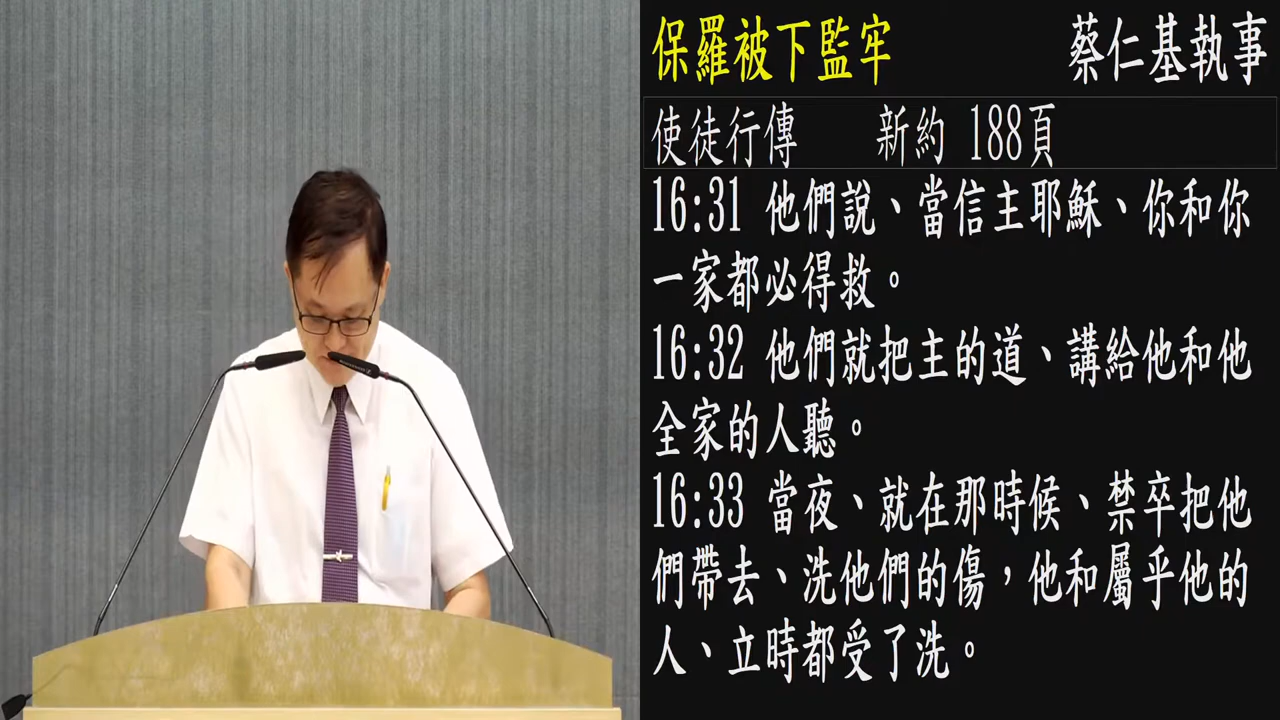 保羅被下監牢 蔡仁基執事
使徒行傳 新約 188頁
16:31 他們說、當信主耶穌、你和你
一家都必得救。
16:32 他們就把主的道、講給他和他
全家的人聽。
16:33 當夜、就在那時候、禁卒把他
們帶去、洗他們的傷，他和屬乎他的
人、立時都受了洗。